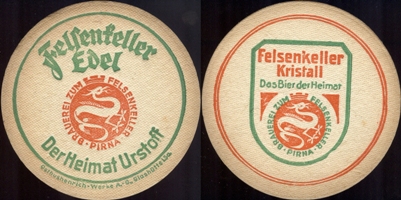 Felsenkeller
Edel
BRAUEREI ZUM FELSENKELLER
· PIRNA ·
Der Heimat Urstoff
Felsenkeller
Kristall
Das Bier der Heimat
BRAUEREI ZUM FELSENKELLER
· PIRNA ·